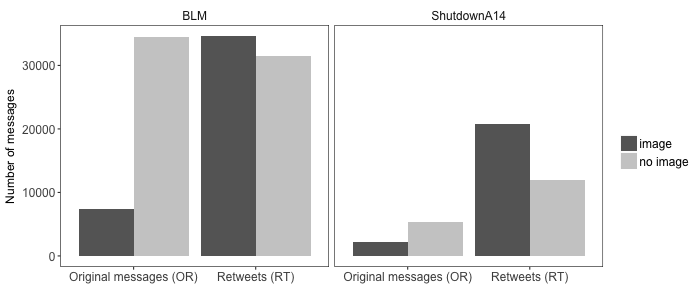 BLM
ShutdownA14
Number of messages
30000
20000
10000
0
Original messages (OR)
Retweets (RT)
Original messages (OR)
Retweets (RT)
image
no image